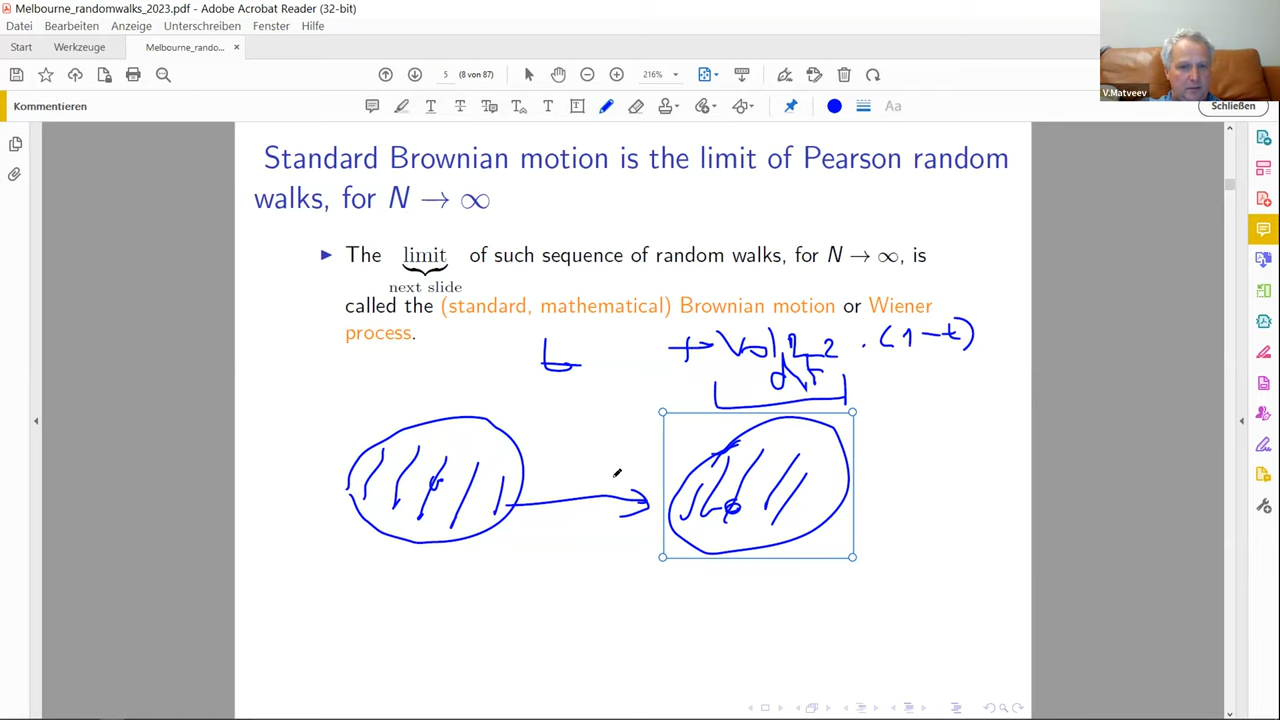 Melbourne_randomwalks_2023.pdf - Adobe Acrobat Reader (32-bit)
Datei Bearbeiten Anzeige Unterschreiben Fenster Hilfe
Start Werkzeuge Melbourne_rando... ×
5 (8 von 87) 216%
V.Matveev
Kommentieren T T T T T Aa Schließen
Standard Brownian motion is the limit of Pearson random
walks, for N → ∞
The limit of such sequence of random walks, for N → ∞, is
next slide
called the (standard, mathematical) Brownian motion or Wiener
process.
· (1-t)